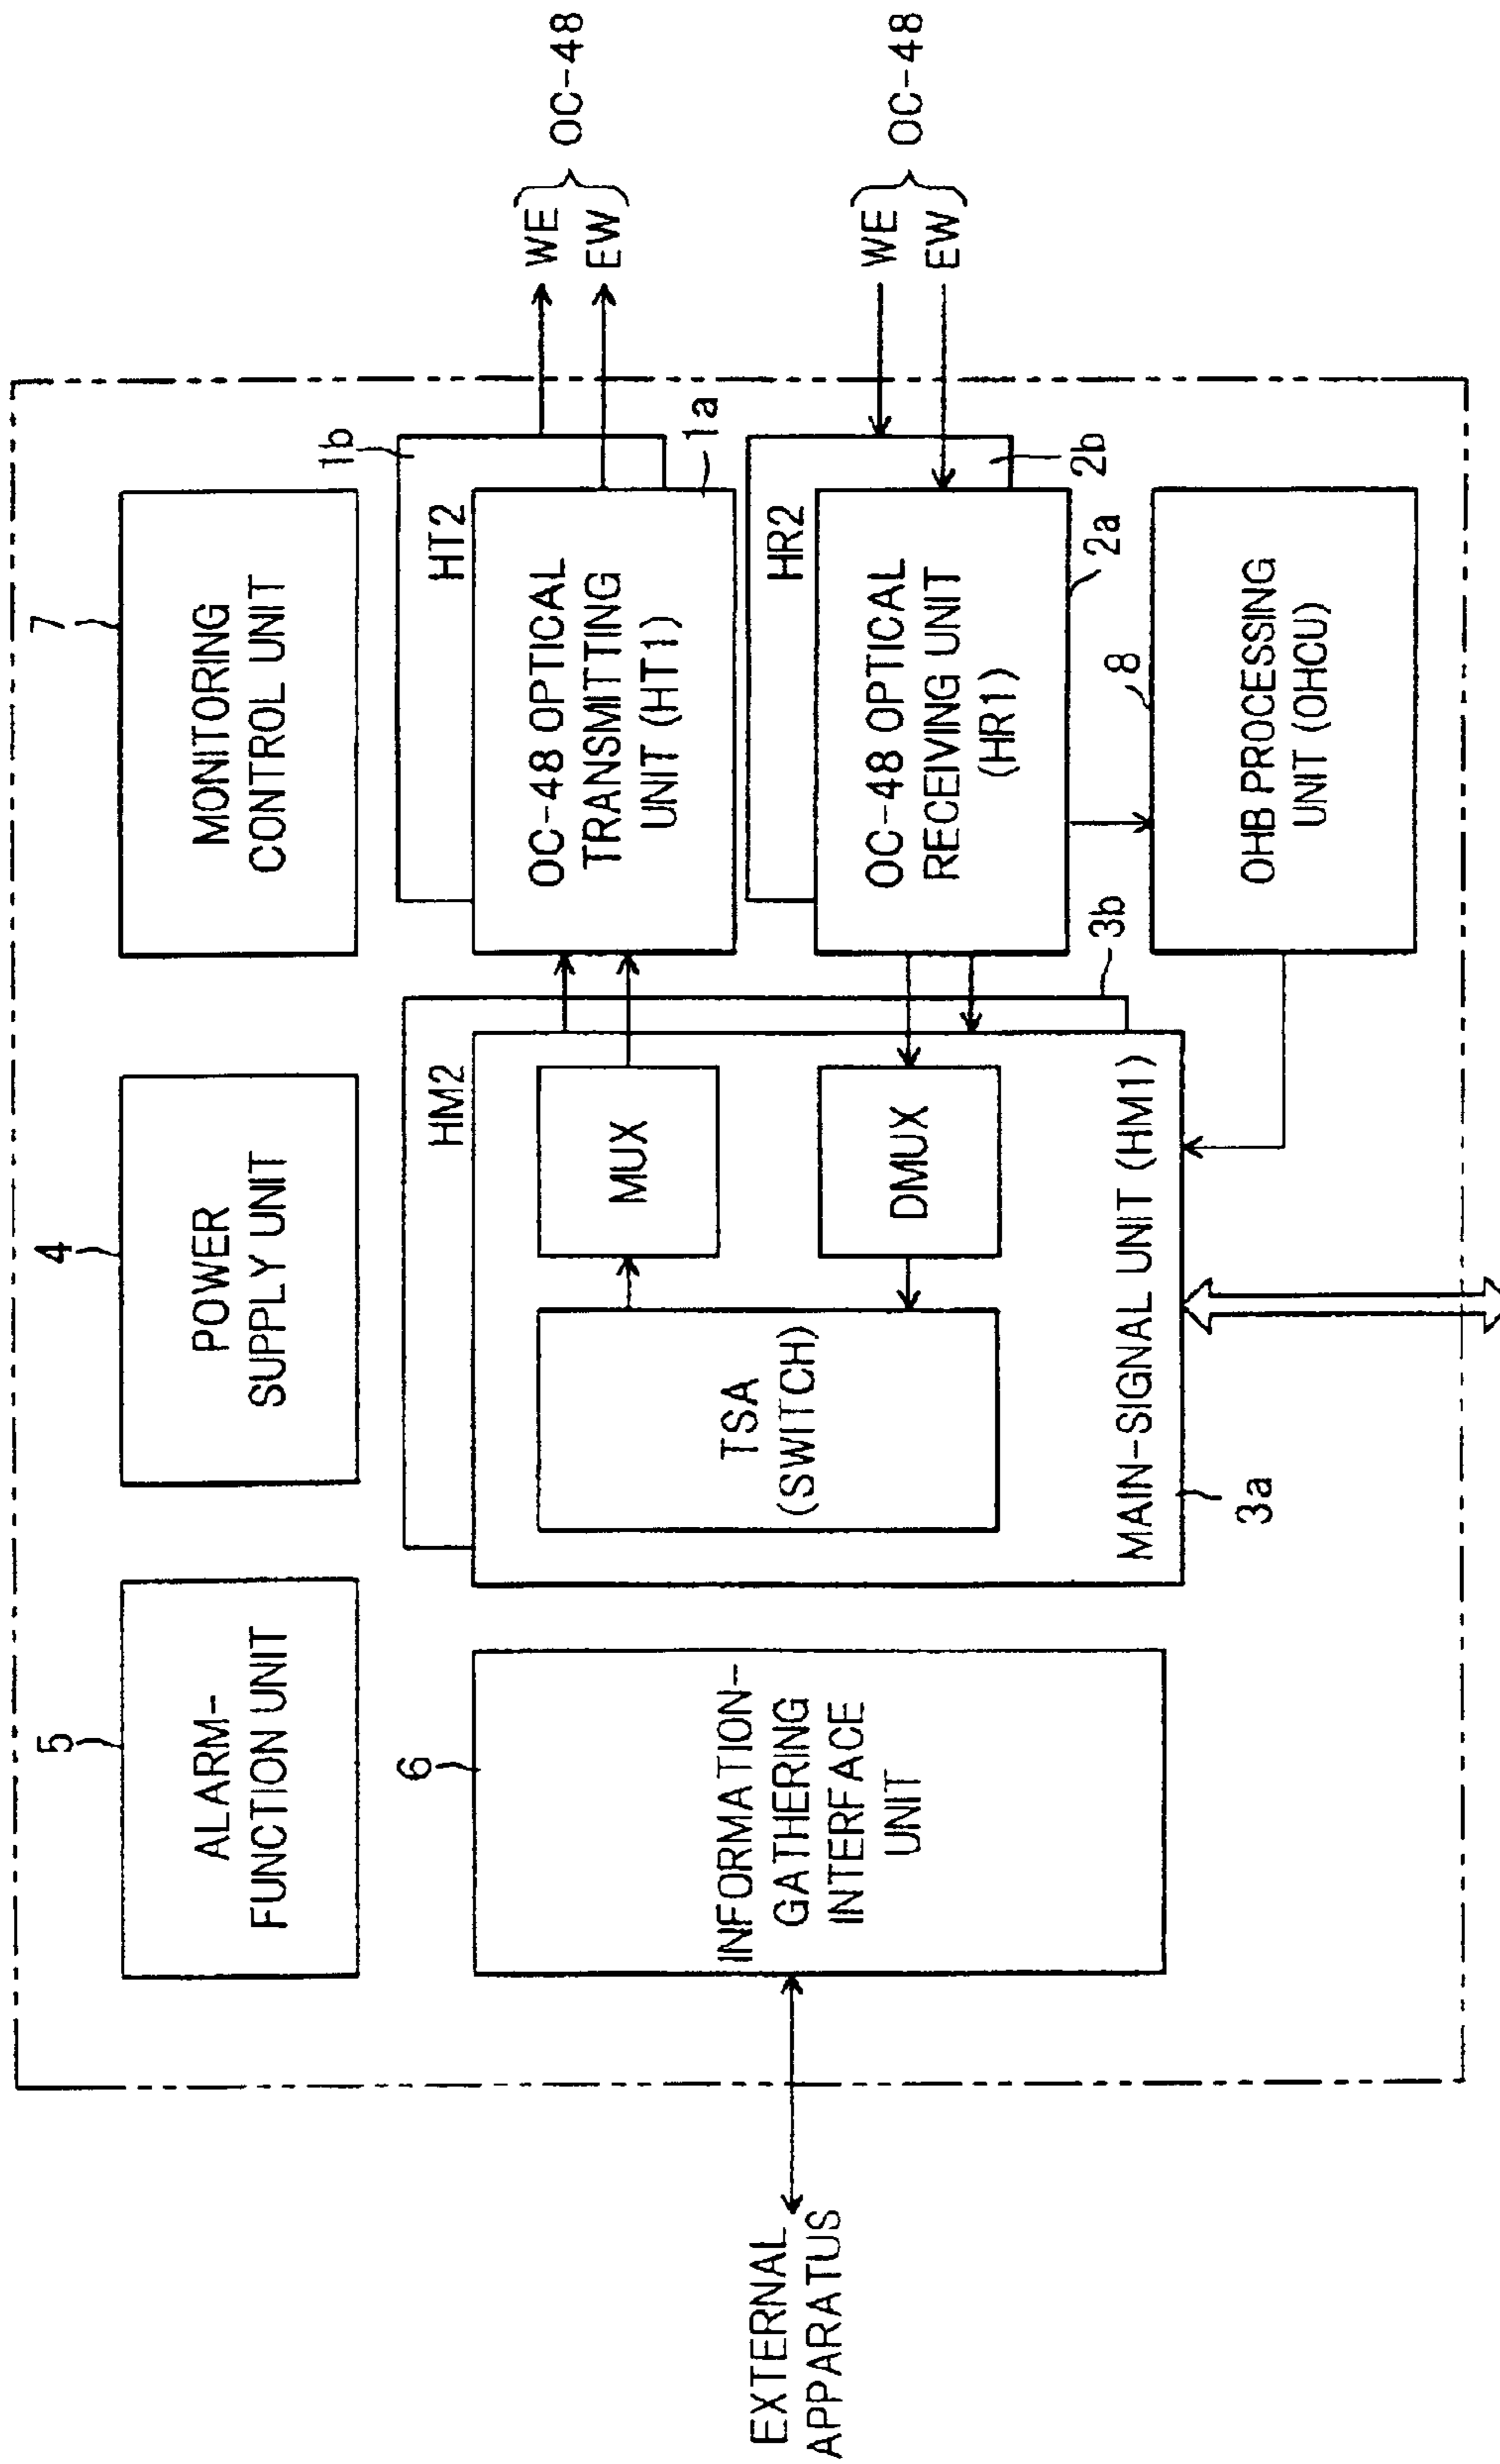 5
4
7
ALARM-
FUNCTION UNIT
POWER
SUPPLY UNIT
MONITORING
CONTROL UNIT
1b
6
HM2
HT2
INFORMATION-
GATHERING
INTERFACE
UNIT
TSA
(SWITCH)
MUX
DMUX
MAIN-SIGNAL UNIT (HM1)
3a
3b
OC-48 OPTICAL
TRANSMITTING
UNIT (HT1)
1a
WE
EW
OC-48
HR2
OC-48 OPTICAL
RECEIVING UNIT
(HR1)
2b
2a
WE
EW
OC-48
8
OHB PROCESSING
UNIT (OHCU)
EXTERNAL
APPARATUS